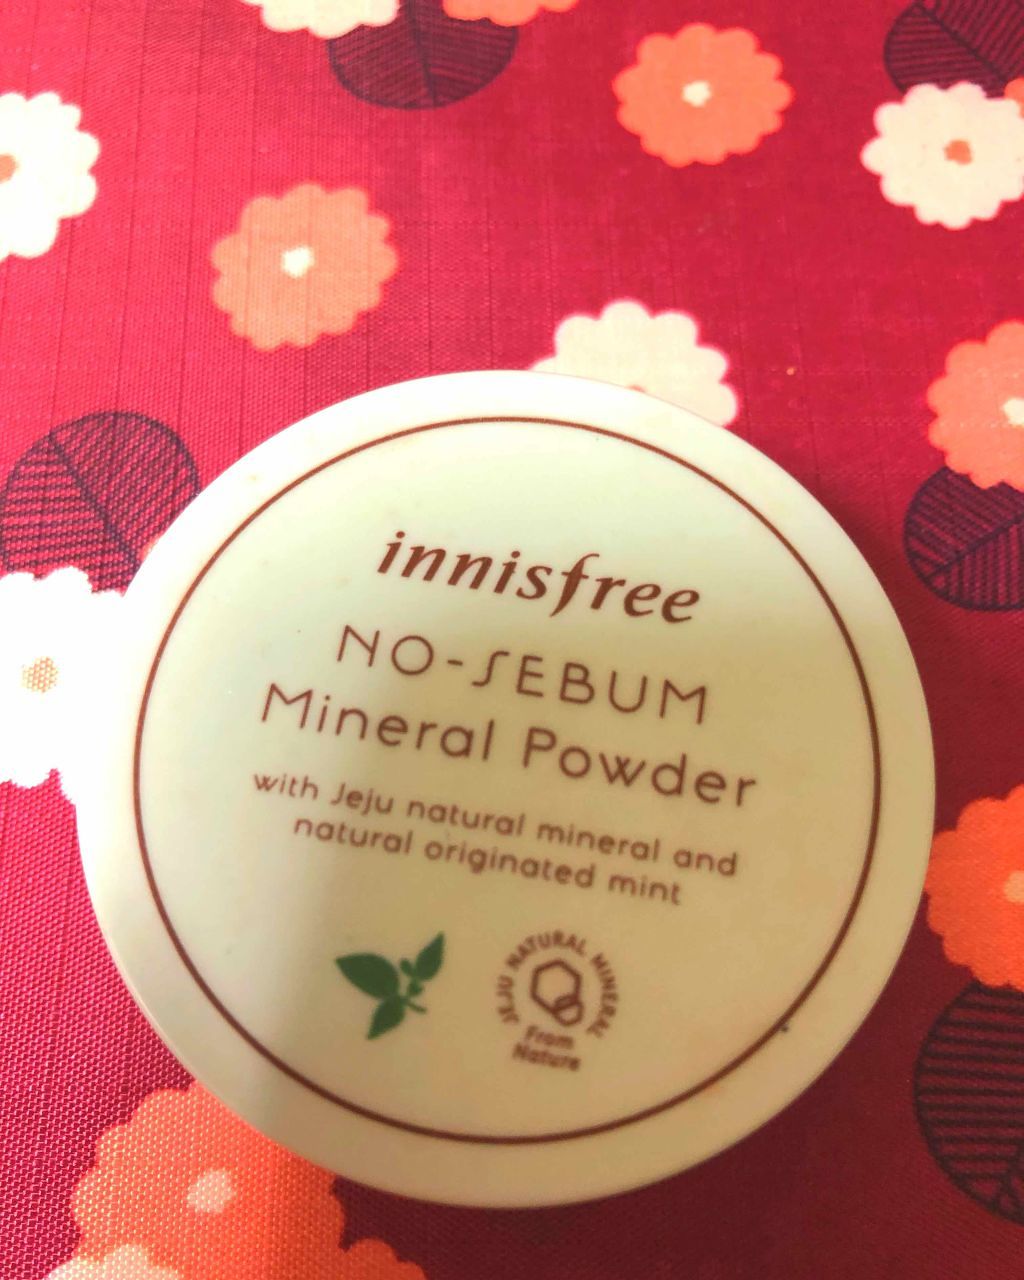 innisfree
NO-SEBUM
Mineral Powder
with Jeju natural mineral and
natural originated mint
JEJU NATURAL MINERAL
From
Nature